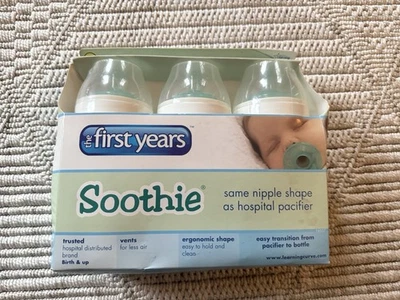 the first years
Soothie®
same nipple shape
as hospital pacifier
trusted
hospital distributed
brand
Birth & up
vents
for less air
ergonomic shape
easy to hold and
clean
easy transition from
pacifier to bottle
www.learningcurve.com